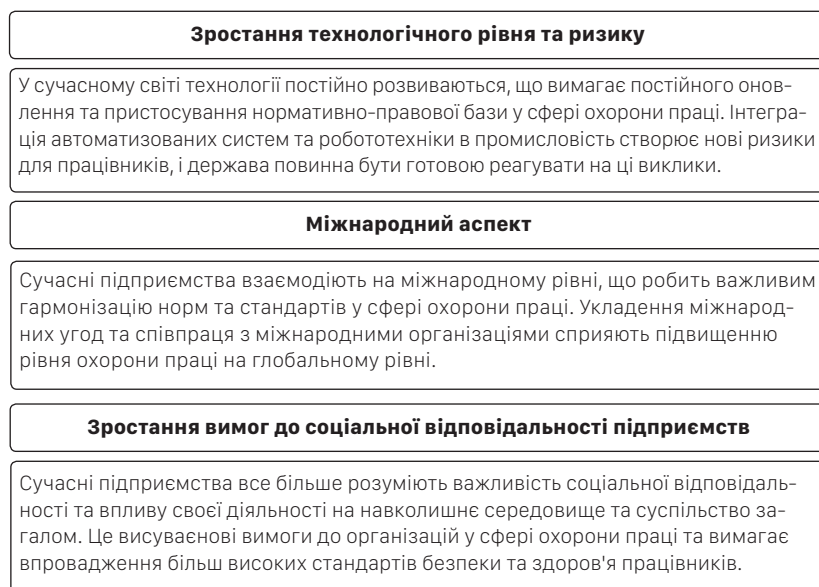 Зростання технологічного рівня та ризику
У сучасному світі технології постійно розвиваються, що вимагає постійного онов-
лення та пристосування нормативно-правової бази у сфері охорони праці. Інтегра-
ція автоматизованих систем та робототехніки в промисловість створює нові ризики
для працівників, і держава повинна бути готовою реагувати на ці виклики.
Міжнародний аспект
Сучасні підприємства взаємодіють на міжнародному рівні, що робить важливим
гармонізацію норм та стандартів у сфері охорони праці. Укладення міжнарод-
них угод та співпраця з міжнародними організаціями сприяють підвищенню
рівня охорони праці на глобальному рівні.
Зростання вимог до соціальної відповідальності підприємств
Сучасні підприємства все більше розуміють важливість соціальної відповідаль-
ності та впливу своєї діяльності на навколишнє середовище та суспільство за-
галом. Це висуваєнові вимоги до організацій у сфері охорони праці та вимагає
впровадження більш високих стандартів безпеки та здоров'я працівників.